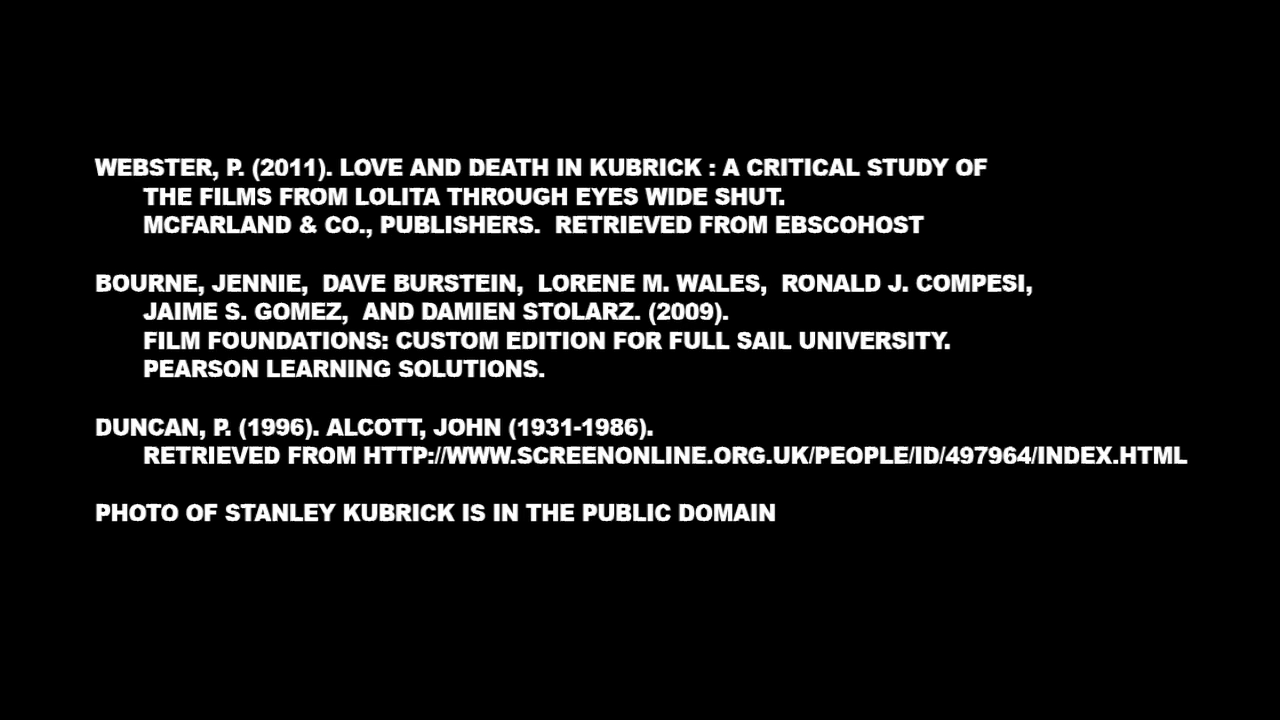 WEBSTER, P. (2011). LOVE AND DEATH IN KUBRICK : A CRITICAL STUDY OF
THE FILMS FROM LOLITA THROUGH EYES WIDE SHUT.
MCFARLAND & CO., PUBLISHERS.  RETRIEVED FROM EBSCOHOST
BOURNE, JENNIE,  DAVE BURSTEIN,  LORENE M. WALES,  RONALD J. COMPESI,
JAIME S. GOMEZ,  AND DAMIEN STOLARZ. (2009).
FILM FOUNDATIONS: CUSTOM EDITION FOR FULL SAIL UNIVERSITY.
PEARSON LEARNING SOLUTIONS.
DUNCAN, P. (1996). ALCOTT, JOHN (1931-1986).
RETRIEVED FROM HTTP://WWW.SCREENONLINE.ORG.UK/PEOPLE/ID/497964/INDEX.HTML
PHOTO OF STANLEY KUBRICK IS IN THE PUBLIC DOMAIN